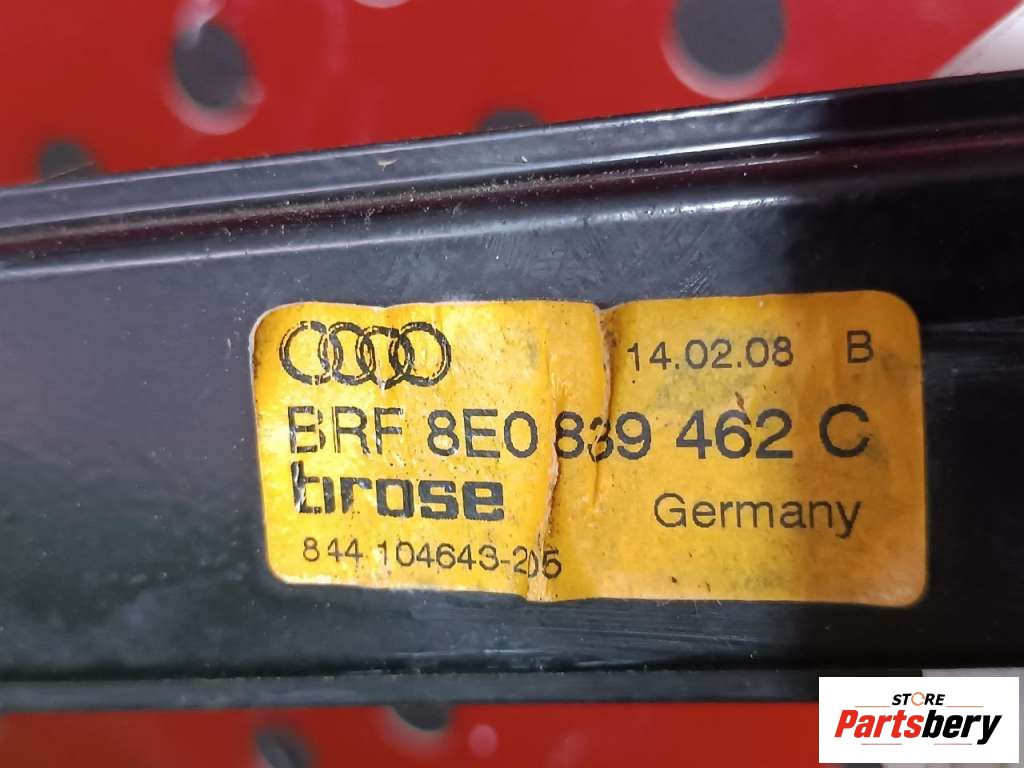 14.02.08 B
BRF 8E0 839 462 C
brose Germany
844 104643-205
STORE
Partsbery